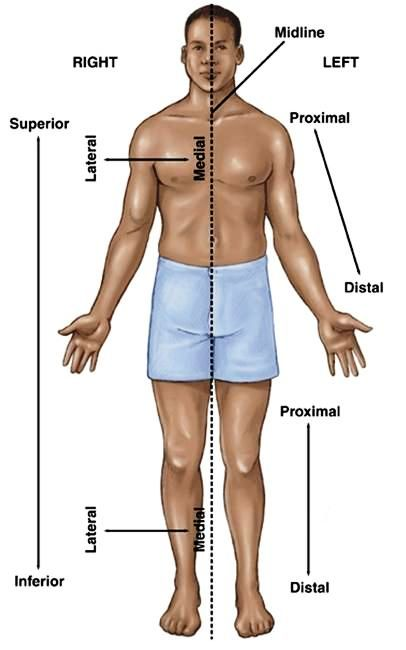 Midline
RIGHT
LEFT
Superior
Proximal
Lateral
Medial
Distal
Proximal
Lateral
Medial
Inferior
Distal